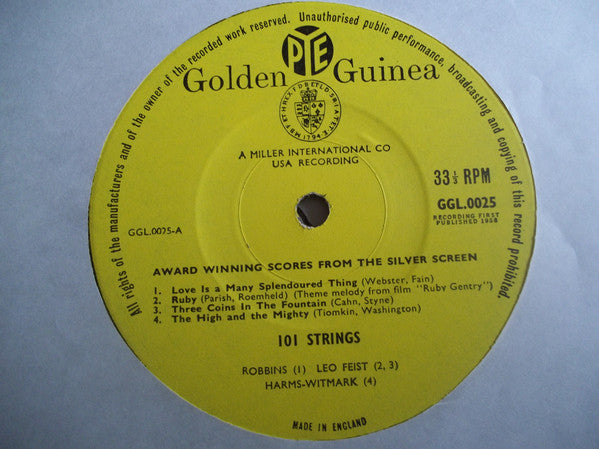 All rights of the manufacturers and of the owner of the recorded work reserved. Unauthorised public performance, broadcasting and copying of this record prohibited.
PYE
Golden Guinea
A MILLER INTERNATIONAL CO
USA RECORDING
33⅓ RPM
GGL.0025
RECORDING FIRST
PUBLISHED 1958
GGL.0025-A
AWARD WINNING SCORES FROM THE SILVER SCREEN
1. Love Is a Many Splendoured Thing (Webster, Fain)
2. Ruby (Parish, Roemheld) (Theme melody from film "Ruby Gentry")
3. Three Coins In The Fountain (Cahn, Styne)
4. The High and the Mighty (Tiomkin, Washington)
101 STRINGS
ROBBINS (1) LEO FEIST (2, 3)
HARMS-WITMARK (4)
MADE IN ENGLAND